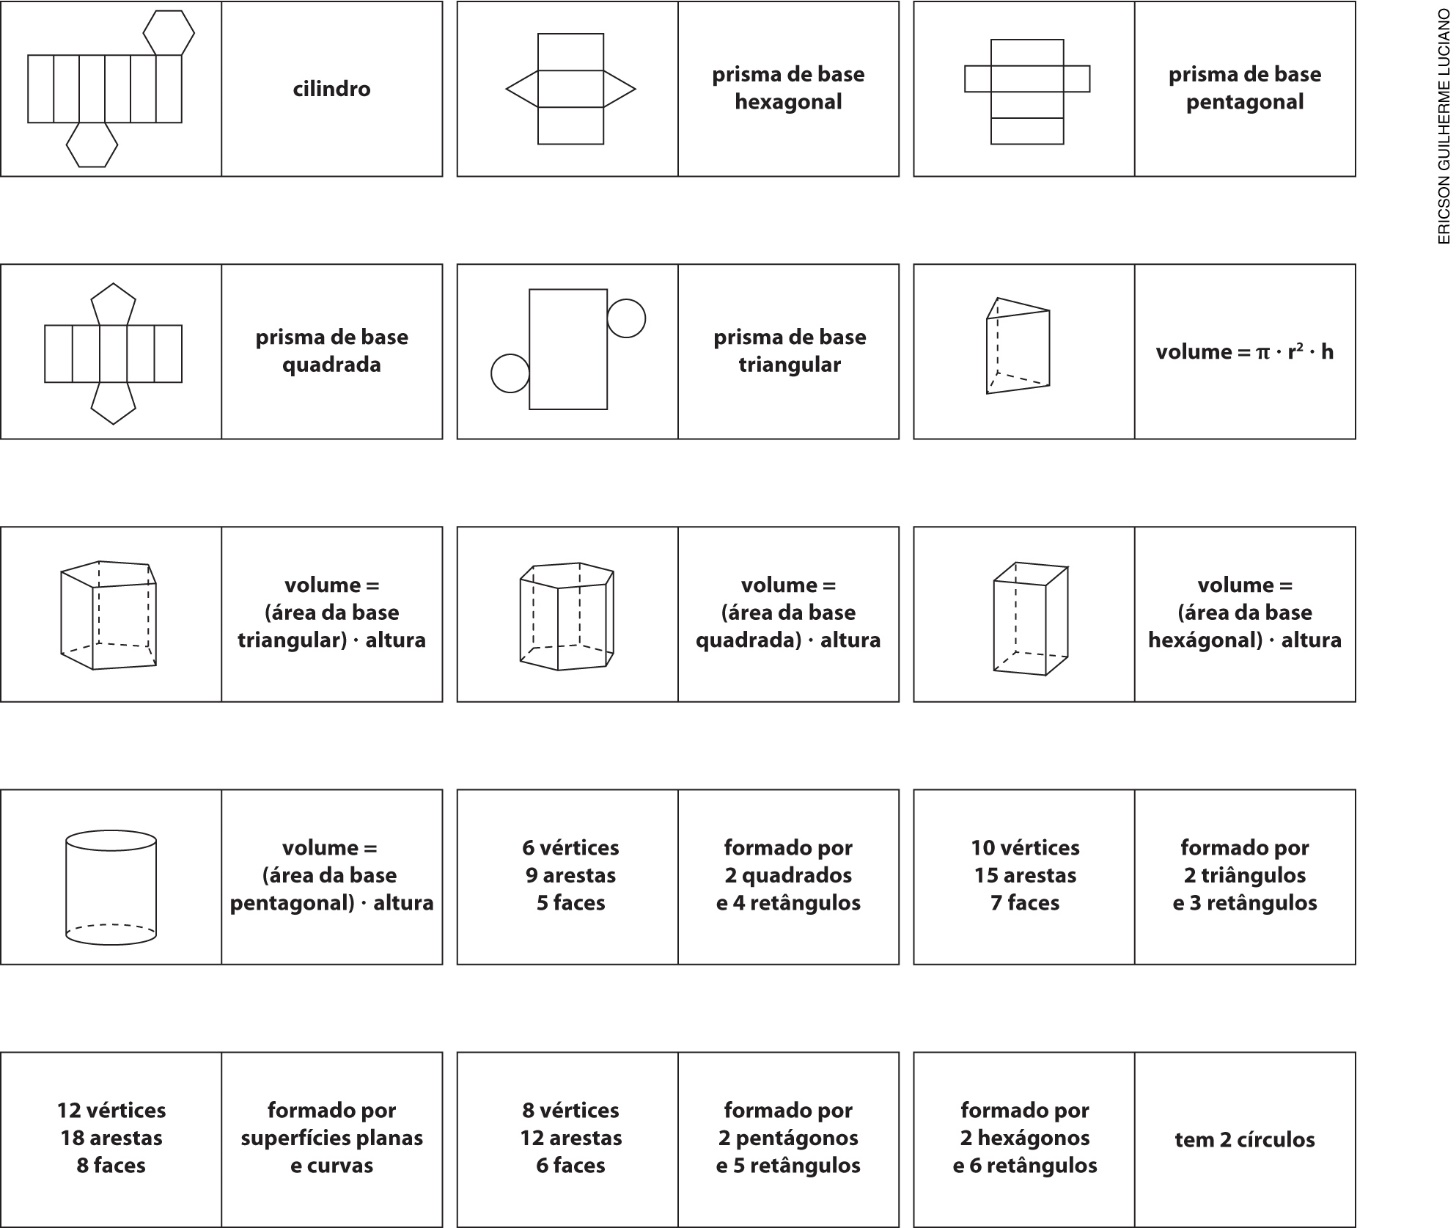 cilindro
prisma de base
hexagonal
prisma de base
pentagonal
ERICSON GUILHERME LUCIANO
prisma de base
quadrada
prisma de base
triangular
volume = π · r² · h
volume =
(área da base
triangular) · altura
volume =
(área da base
quadrada) · altura
volume =
(área da base
hexágonal) · altura
volume =
(área da base
pentagonal) · altura
6 vértices
9 arestas
5 faces
formado por
2 quadrados
e 4 retângulos
10 vértices
15 arestas
7 faces
formado por
2 triângulos
e 3 retângulos
12 vértices
18 arestas
8 faces
formado por
superfícies planas
e curvas
8 vértices
12 arestas
6 faces
formado por
2 pentágonos
e 5 retângulos
formado por
2 hexágonos
e 6 retângulos
tem 2 círculos